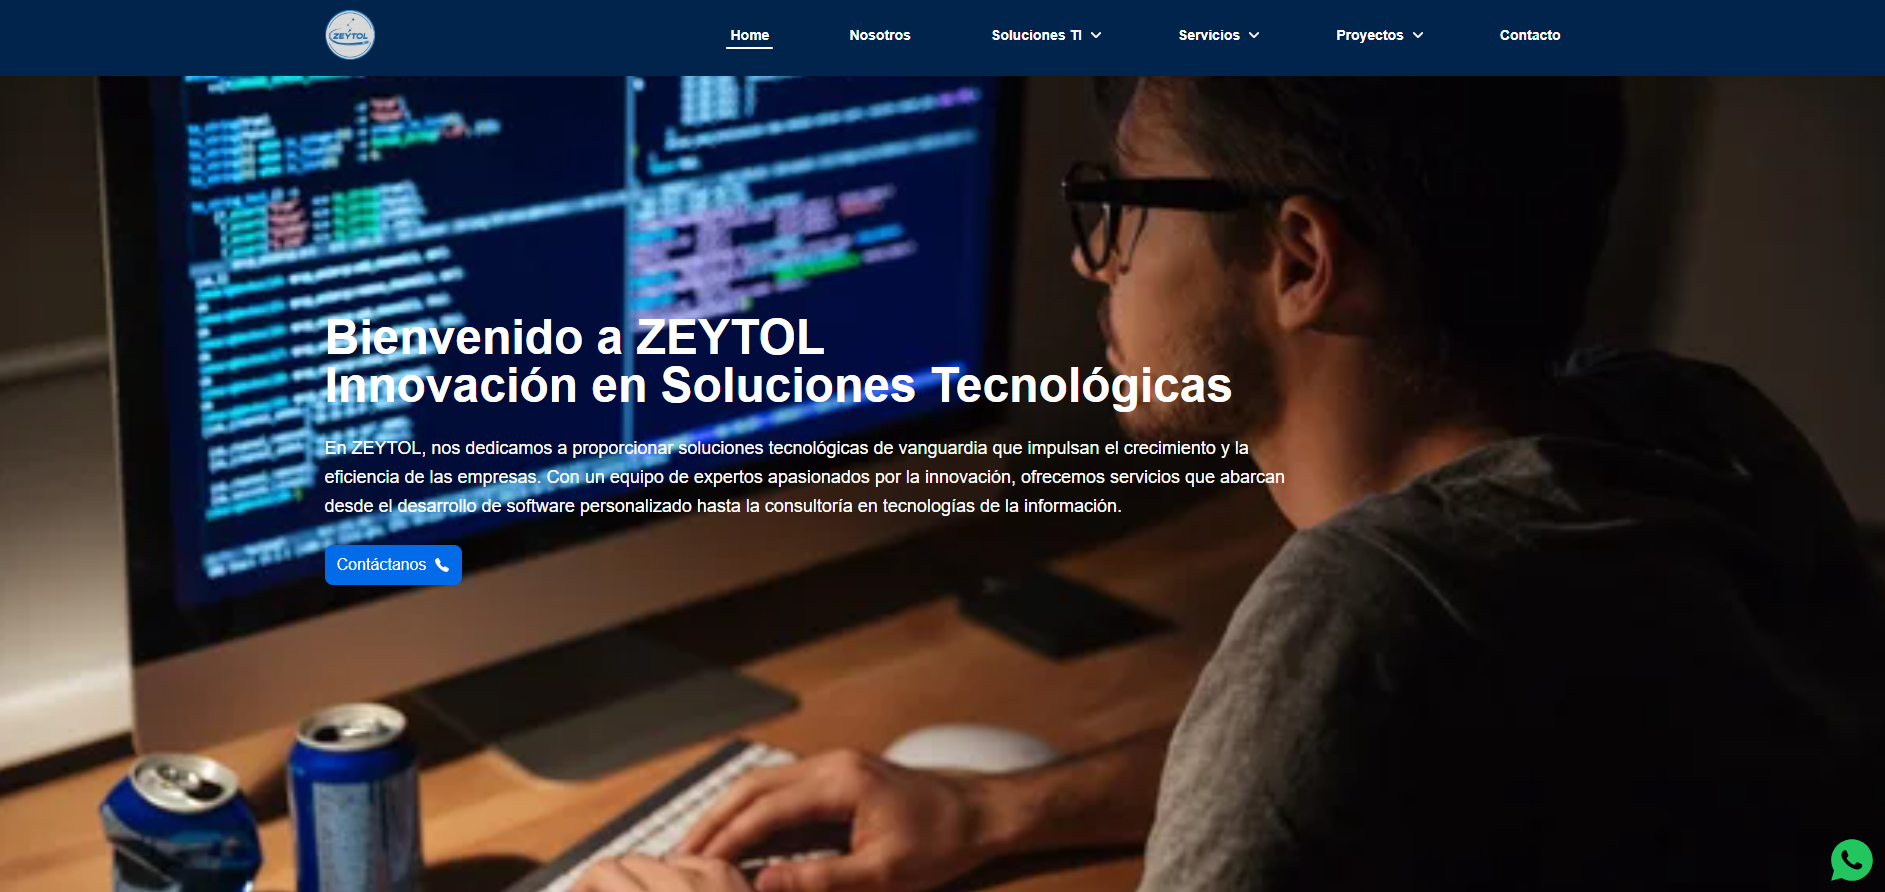 ZEYTOL
Home
Nosotros
Soluciones TI
Servicios
Proyectos
Contacto
Bienvenido a ZEYTOL
Innovación en Soluciones Tecnológicas
En ZEYTOL, nos dedicamos a proporcionar soluciones tecnológicas de vanguardia que impulsan el crecimiento y la
eficiencia de las empresas. Con un equipo de expertos apasionados por la innovación, ofrecemos servicios que abarcan
desde el desarrollo de software personalizado hasta la consultoría en tecnologías de la información.
Contáctanos